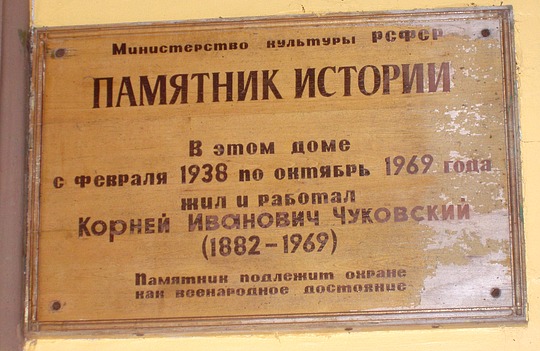 Министерство культуры РСФСР
ПАМЯТНИК ИСТОРИИ
В этом доме
с февраля 1938 по октябрь 1969 года
жил и работал
Корней Иванович Чуковский
(1882-1969)
Памятник подлежит охране
как всенародное достояние